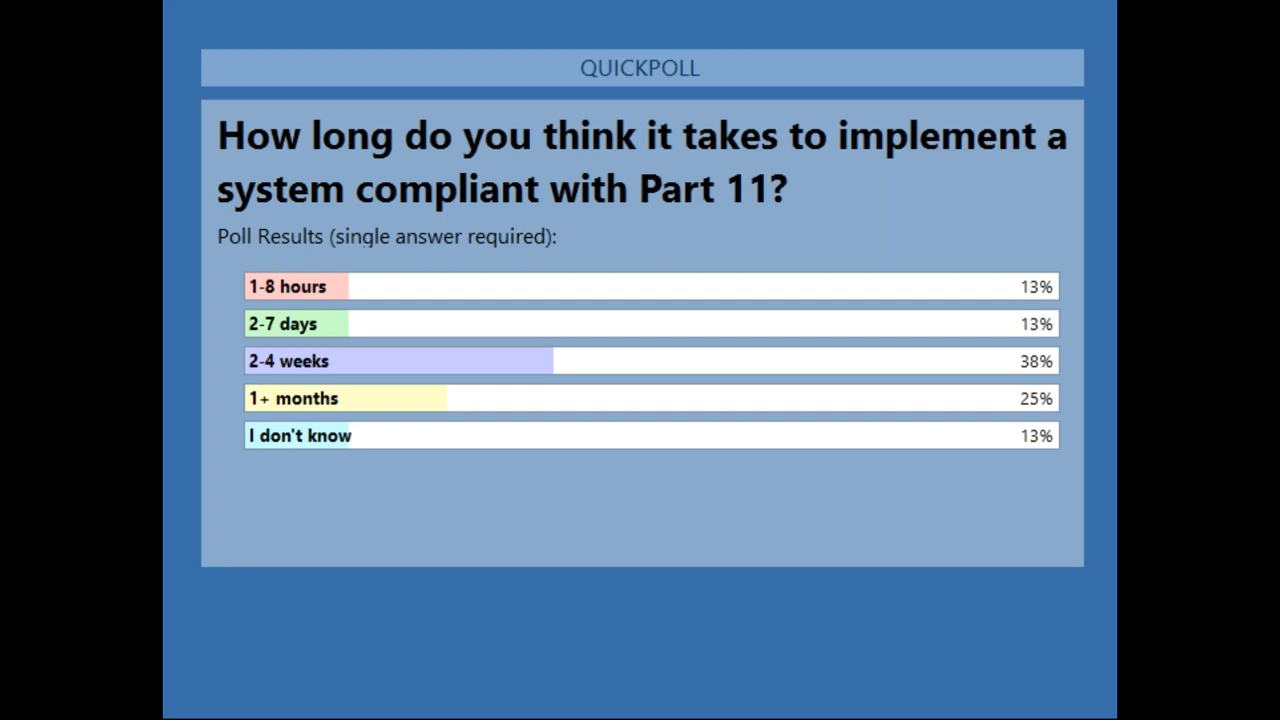 QUICKPOLL
How long do you think it takes to implement a
system compliant with Part 11?
Poll Results (single answer required):
1-8 hours 13%
2-7 days 13%
2-4 weeks 38%
1+ months 25%
I don't know 13%